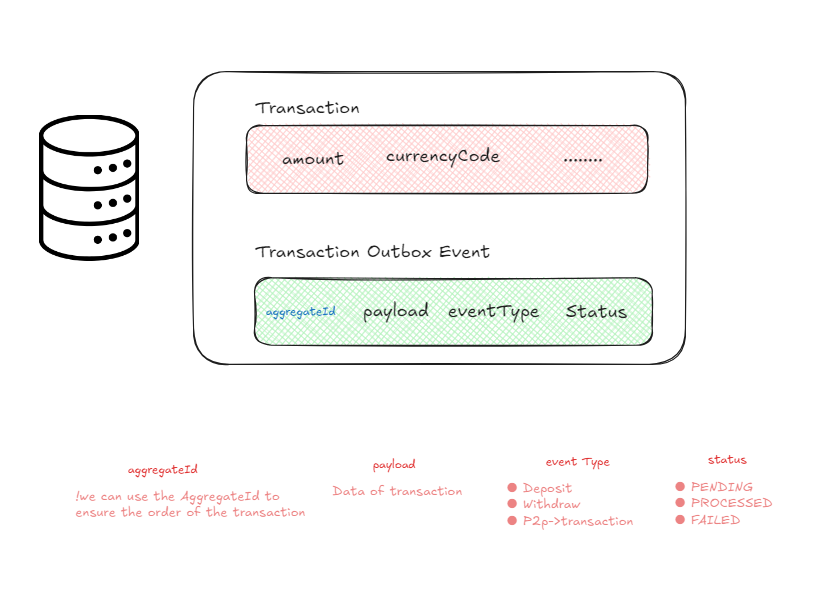 Transaction
amount currencyCode ........
Transaction Outbox Event
aggregateId payload eventType Status
aggregateId
!we can use the AggregateId to
ensure the order of the transaction
payload
Data of transaction
event Type
Deposit
Withdraw
P2p->transaction
status
PENDING
PROCESSED
FAILED